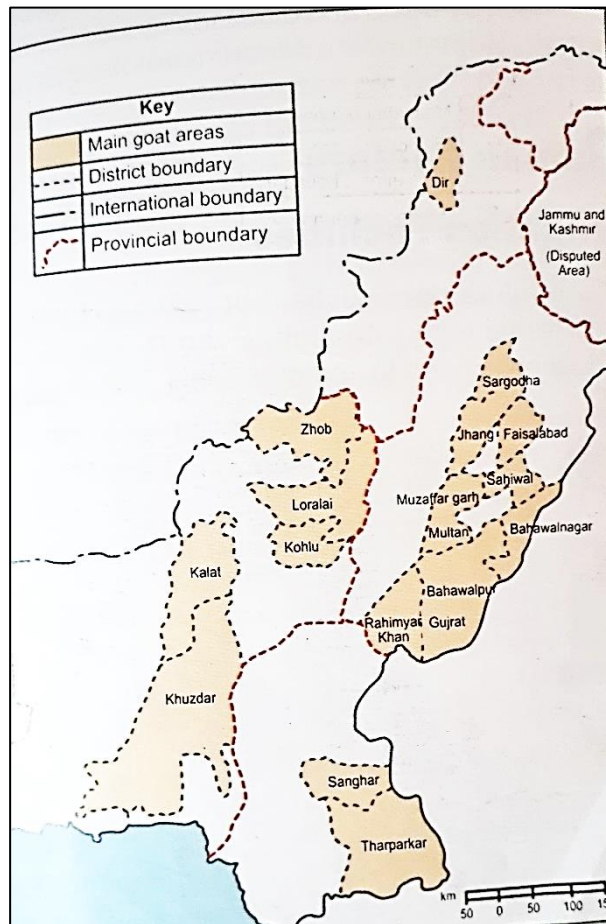 Key
Main goat areas
District boundary
International boundary
Provincial boundary
Dir
Jammu and
Kashmir
(Disputed
Area)
Sargodha
Zhob
Jhang
Faisalabad
Sahiwal
Loralai
Muzaffar garh
Multan
Bahawalnagar
Kohlu
Kalat
Bahawalpur
Rahimyar
Khan
Gujrat
Khuzdar
Sanghar
Tharparkar
km
50 0 50 100 15